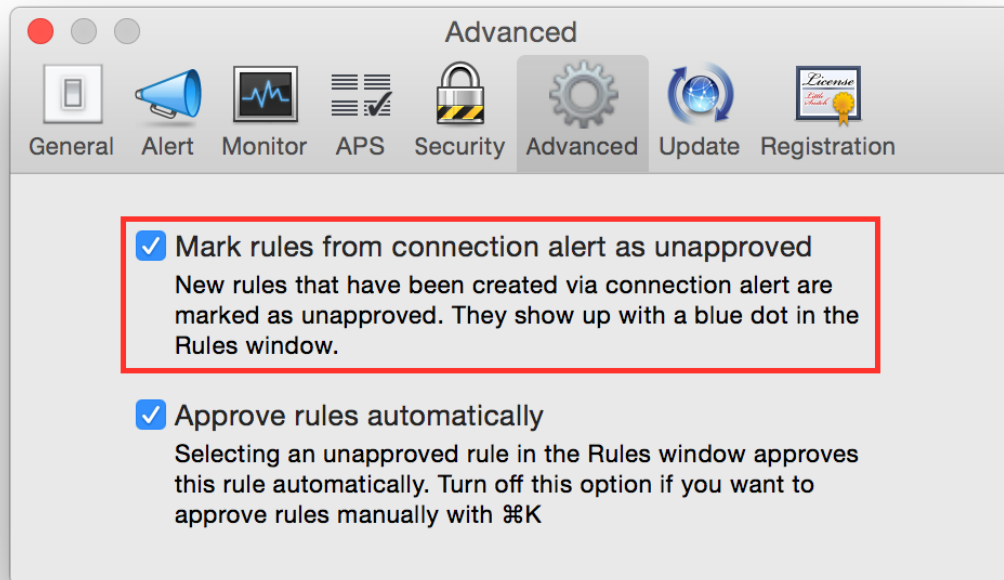 Advanced
General Alert Monitor APS Security Advanced Update Registration
License
Little
Snitch
Mark rules from connection alert as unapproved
New rules that have been created via connection alert are
marked as unapproved. They show up with a blue dot in the
Rules window.
Approve rules automatically
Selecting an unapproved rule in the Rules window approves
this rule automatically. Turn off this option if you want to
approve rules manually with ⌘K